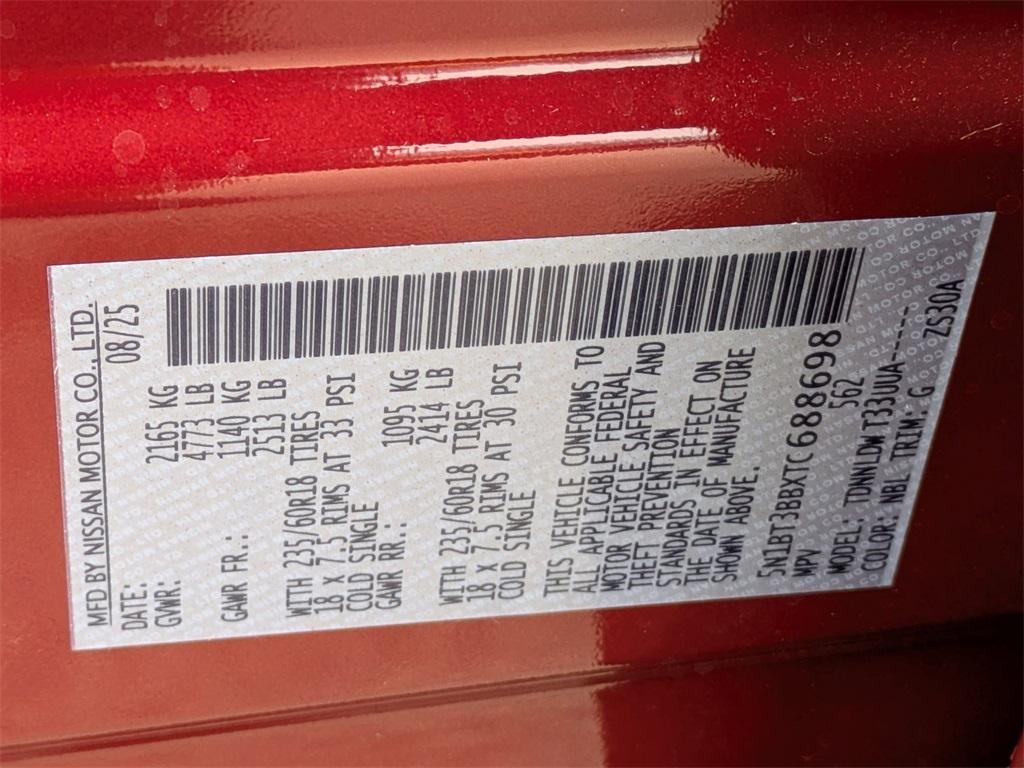 MFD BY NISSAN MOTOR CO., LTD.
DATE: 08/25
GVWR: 2165 KG
4773 LB
GAWR FR.: 1140 KG
2513 LB
WITH 235/60R18 TIRES
18 X 7.5 RIMS AT 33 PSI
COLD SINGLE
GAWR RR.: 1095 KG
2414 LB
WITH 235/60R18 TIRES
18 X 7.5 RIMS AT 30 PSI
COLD SINGLE
THIS VEHICLE CONFORMS TO
ALL APPLICABLE FEDERAL
MOTOR VEHICLE SAFETY AND
THEFT PREVENTION
STANDARDS IN EFFECT ON
THE DATE OF MANUFACTURE
SHOWN ABOVE.
5N1BT3BBXTC688698
MPV 562
MODEL: TDNNLDW T33UUA-----
COLOR: NBL TRIM. G ZS30A